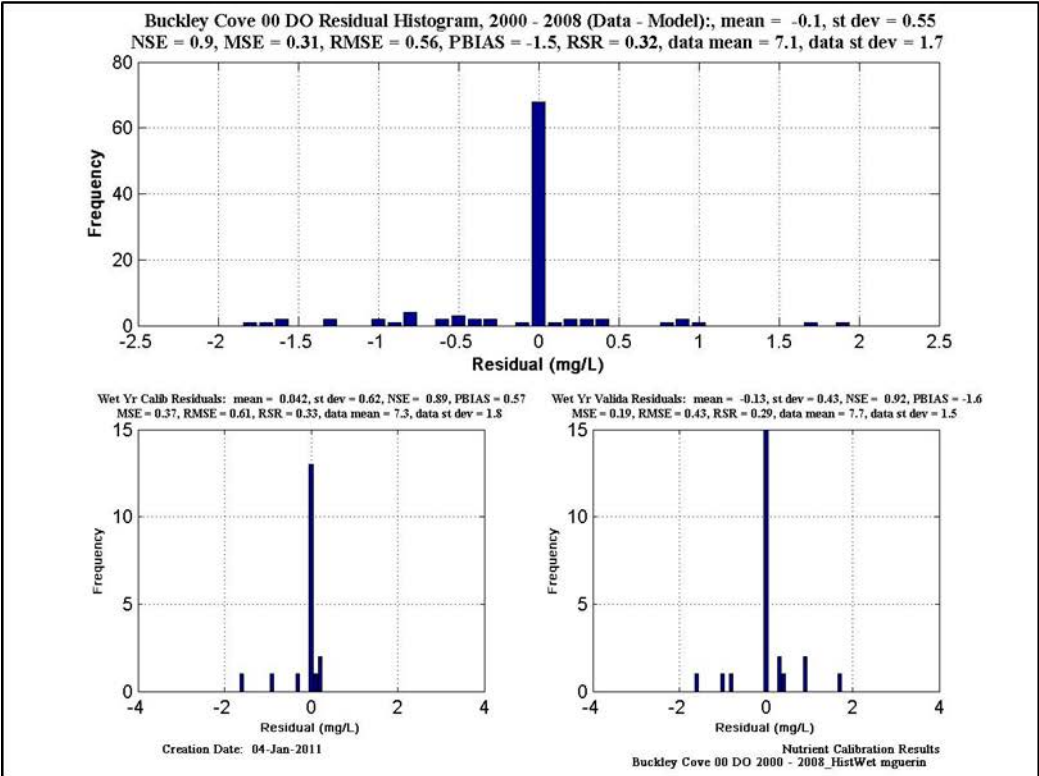 Buckley Cove 00 DO Residual Histogram, 2000 - 2008 (Data - Model):, mean = -0.1, st dev = 0.55
NSE = 0.9, MSE = 0.31, RMSE = 0.56, PBIAS = -1.5, RSR = 0.32, data mean = 7.1, data st dev = 1.7
80
60
40
20
0
Frequency
-2.5 -2 -1.5 -1 -0.5 0 0.5 1 1.5 2 2.5
Residual (mg/L)
Wet Yr Calib Residuals: mean = 0.042, st dev = 0.62, NSE = 0.89, PBIAS = 0.57
MSE = 0.37, RMSE = 0.61, RSR = 0.33, data mean = 7.3, data st dev = 1.8
15
10
5
0
Frequency
-4 -2 0 2 4
Residual (mg/L)
Creation Date: 04-Jan-2011
Wet Yr Valida Residuals: mean = -0.13, st dev = 0.43, NSE = 0.92, PBIAS = -1.6
MSE = 0.19, RMSE = 0.43, RSR = 0.29, data mean = 7.7, data st dev = 1.5
15
10
5
0
Frequency
-4 -2 0 2 4
Residual (mg/L)
Nutrient Calibration Results
Buckley Cove 00 DO 2000 - 2008_HistWet mguerin